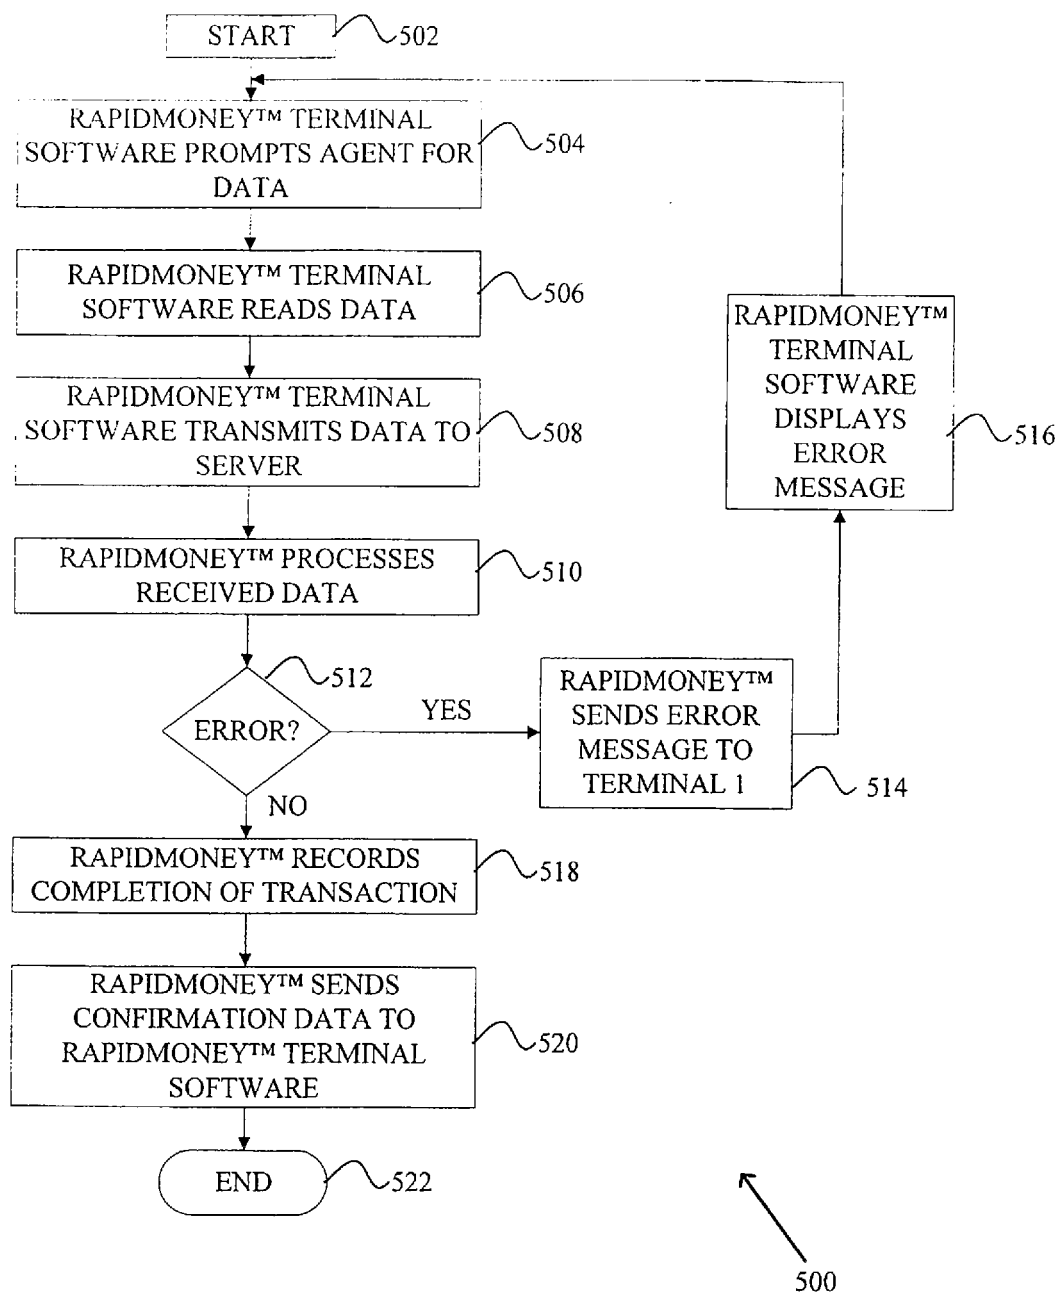 START
502
RAPIDMONEY™ TERMINAL
SOFTWARE PROMPTS AGENT FOR
DATA
504
RAPIDMONEY™ TERMINAL
SOFTWARE READS DATA
506
RAPIDMONEY™ TERMINAL
SOFTWARE TRANSMITS DATA TO
SERVER
508
RAPIDMONEY™ PROCESSES
RECEIVED DATA
510
ERROR?
512
YES
RAPIDMONEY™
SENDS ERROR
MESSAGE TO
TERMINAL 1
514
RAPIDMONEY™
TERMINAL
SOFTWARE
DISPLAYS
ERROR
MESSAGE
516
NO
RAPIDMONEY™ RECORDS
COMPLETION OF TRANSACTION
518
RAPIDMONEY™ SENDS
CONFIRMATION DATA TO
RAPIDMONEY™ TERMINAL
SOFTWARE
520
END
522
500